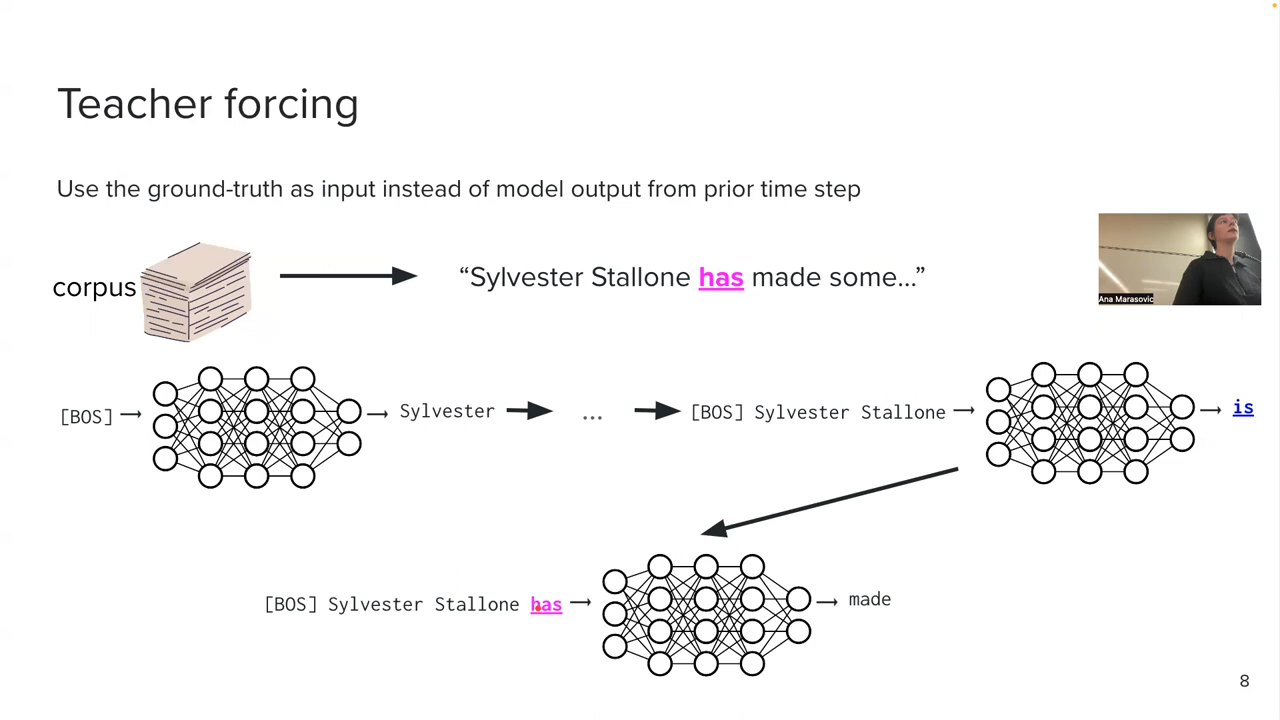 Teacher forcing
Use the ground-truth as input instead of model output from prior time step
corpus
“Sylvester Stallone has made some...”
Ana Marasovic
[BOS] Sylvester ... [BOS] Sylvester Stallone is
[BOS] Sylvester Stallone has made
8